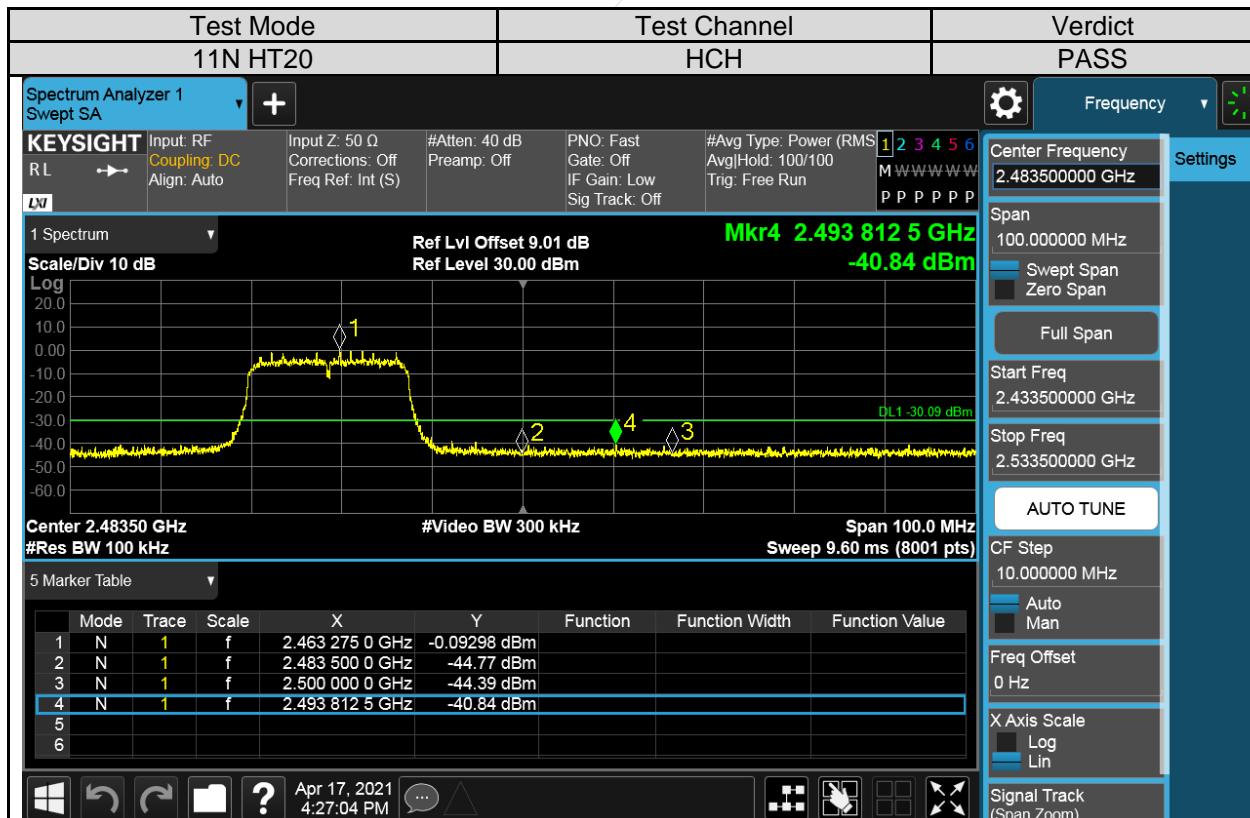 Test Mode Test Channel Verdict
11N HT20 HCH PASS
Spectrum Analyzer 1
Swept SA
+
Frequency
KEYSIGHT Input: RF Input Z: 50 Ω #Atten: 40 dB PNO: Fast #Avg Type: Power (RMS 1 2 3 4 5 6
RL Coupling: DC Corrections: Off Preamp: Off Gate: Off Avg|Hold: 100/100 M W W W W W
Align: Auto Freq Ref: Int (S) IF Gain: Low Trig: Free Run
LXI Sig Track: Off P P P P P P
1 Spectrum
Ref Lvl Offset 9.01 dB Mkr4 2.493 812 5 GHz
Scale/Div 10 dB Ref Level 30.00 dBm -40.84 dBm
Log
20.0
10.0
0.00
-10.0
-20.0
-30.0
-40.0
-50.0
-60.0
1
2
4
3
DL1 -30.09 dBm
Center 2.48350 GHz #Video BW 300 kHz Span 100.0 MHz
#Res BW 100 kHz Sweep 9.60 ms (8001 pts)
5 Marker Table
Mode Trace Scale X Y Function Function Width Function Value
1 N 1 f 2.463 275 0 GHz -0.09298 dBm
2 N 1 f 2.483 500 0 GHz -44.77 dBm
3 N 1 f 2.500 000 0 GHz -44.39 dBm
4 N 1 f 2.493 812 5 GHz -40.84 dBm
5
6
?
Apr 17, 2021
4:27:04 PM
Center Frequency
2.483500000 GHz
Settings
Span
100.000000 MHz
Swept Span
Zero Span
Full Span
Start Freq
2.433500000 GHz
Stop Freq
2.533500000 GHz
AUTO TUNE
CF Step
10.000000 MHz
Auto
Man
Freq Offset
0 Hz
X Axis Scale
Log
Lin
Signal Track
(Span Zoom)